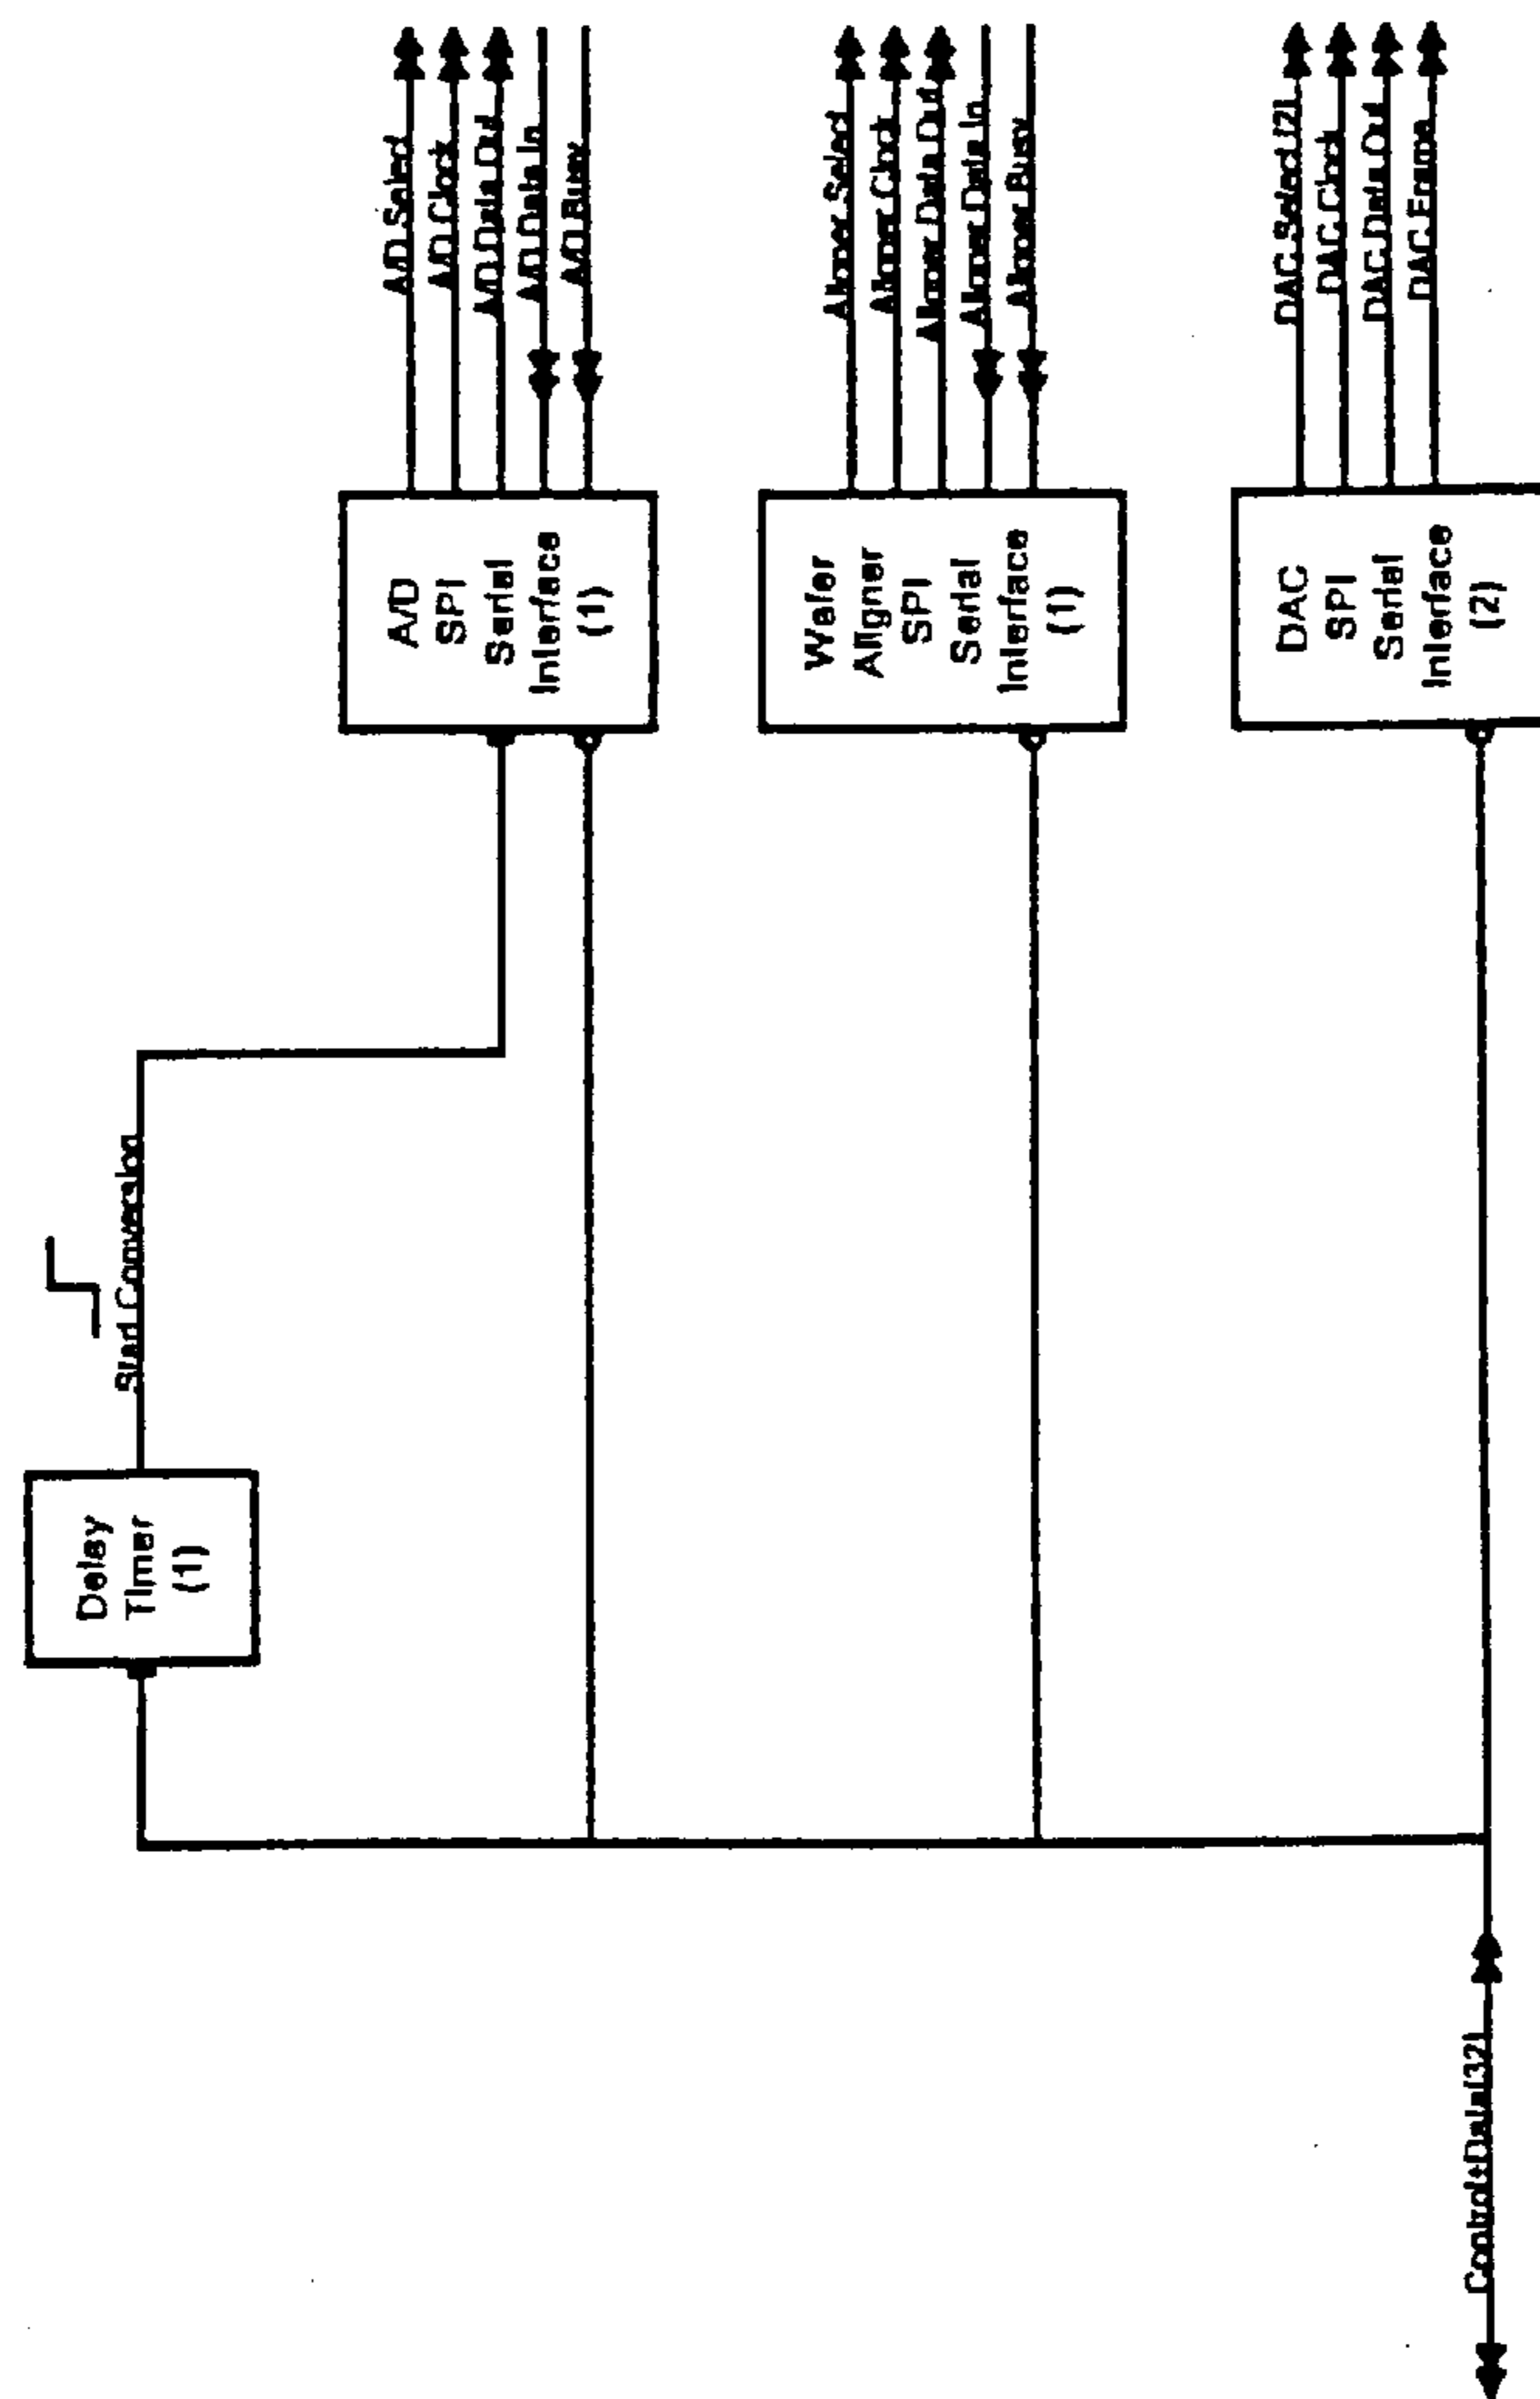 Delay
Timer
(1)
Start Conversion
A/D
SPI
Serial
Interface
(1)
A/D Select
A/D Clock
A/D Data Out
A/D Data In
A/D Busy
Wafer
Aligner
SPI
Serial
Interface
(1)
Aligner Select
Aligner Clock
Aligner Data Out
Aligner Data In
Aligner Busy
DAC
SPI
Serial
Interface
(2)
DAC Select (2)
DAC Clock
DAC Data Out
DAC Frame
Control+Data(32)